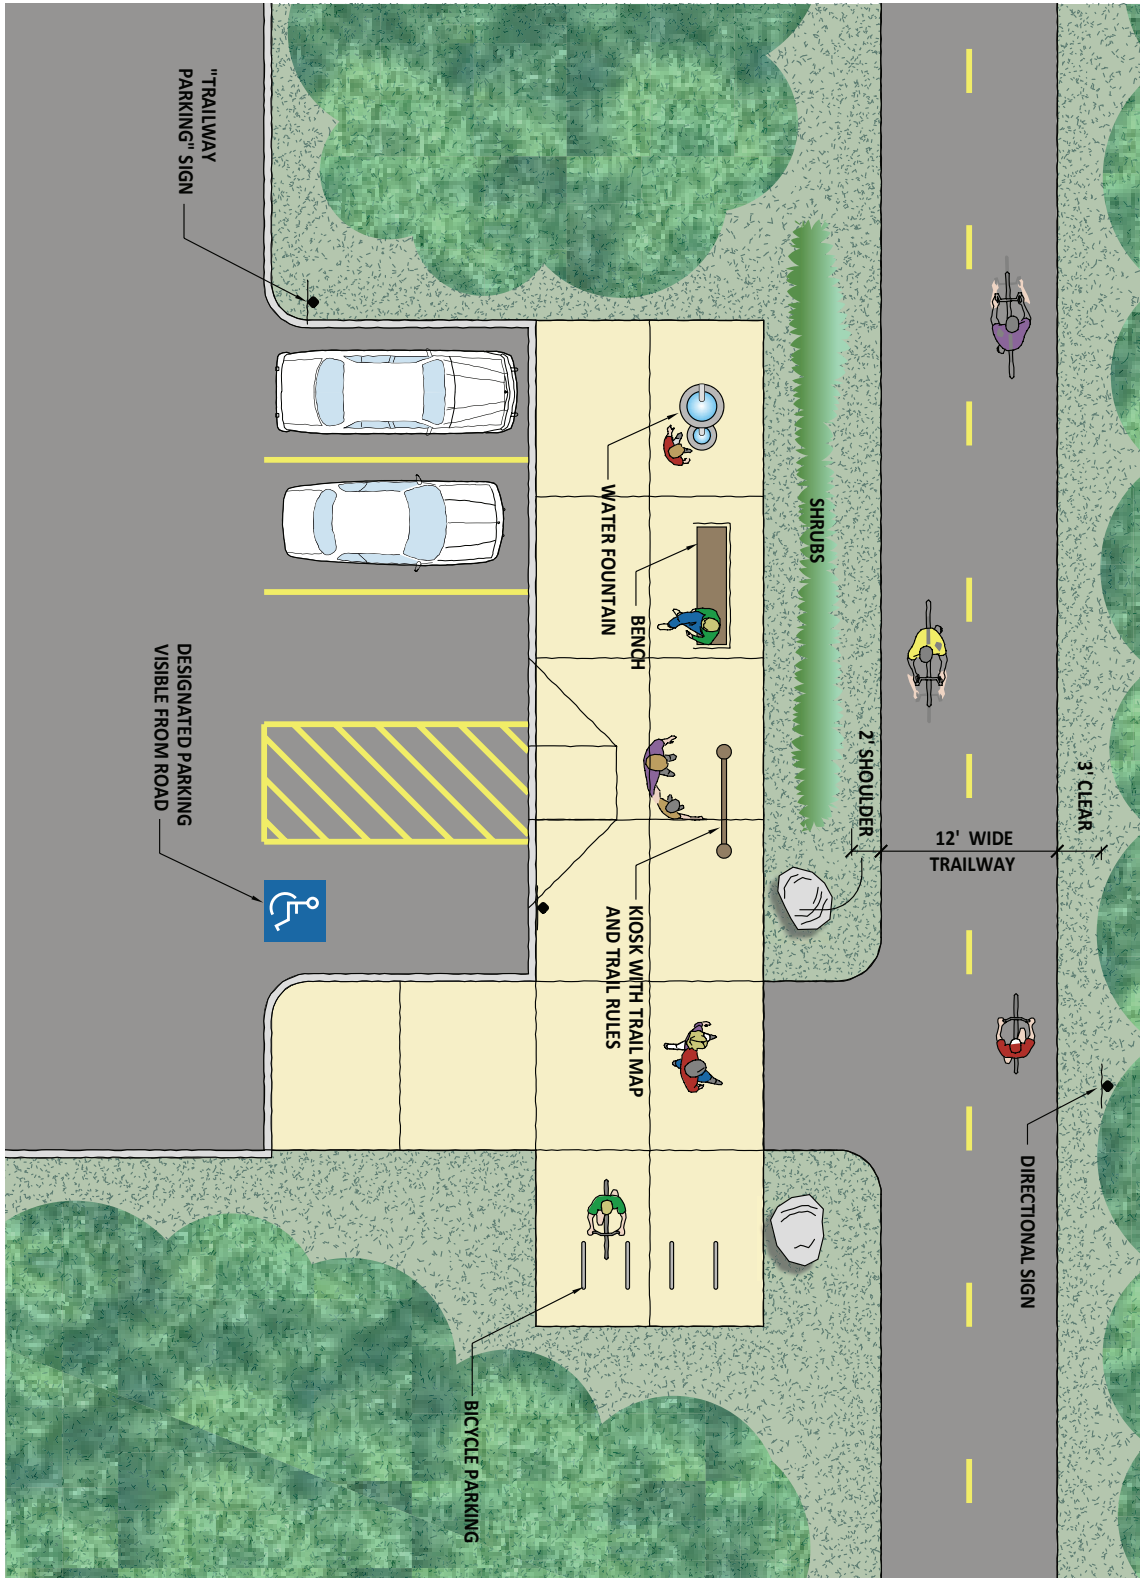 3' CLEAR
12' WIDE
TRAILWAY
2' SHOULDER
DIRECTIONAL SIGN
SHRUBS
WATER FOUNTAIN
BENCH
KIOSK WITH TRAIL MAP
AND TRAIL RULES
BICYCLE PARKING
"TRAILWAY
PARKING" SIGN
DESIGNATED PARKING
VISIBLE FROM ROAD